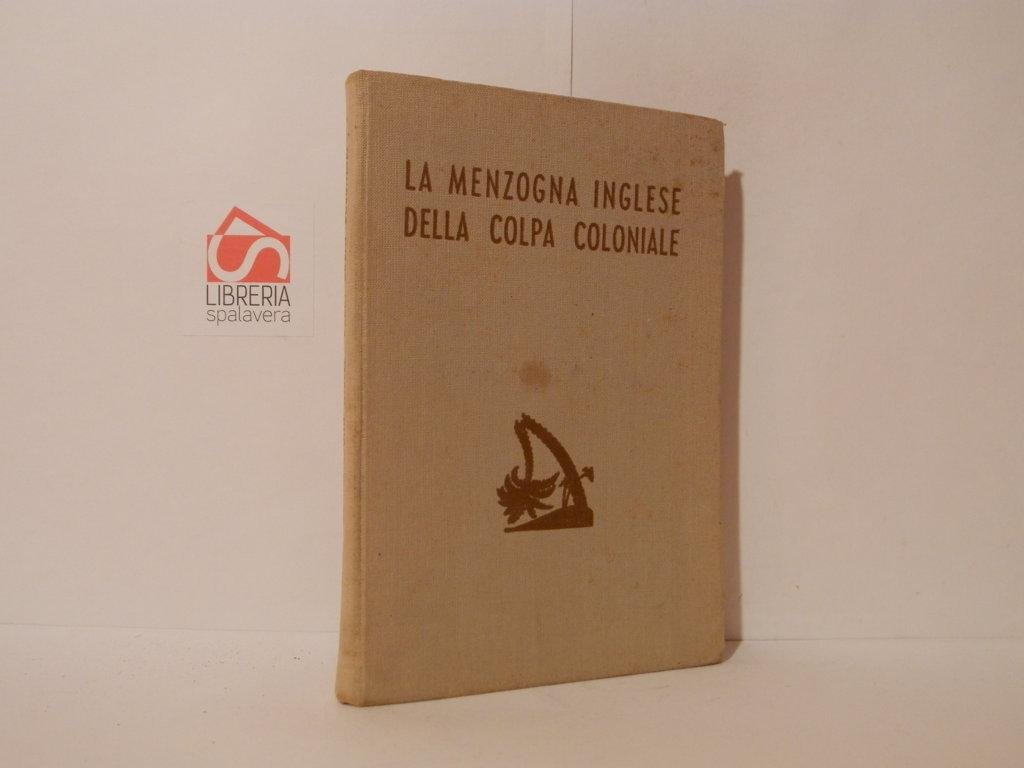 LA MENZOGNA INGLESE
DELLA COLPA COLONIALE
LIBRERIA
spalavera